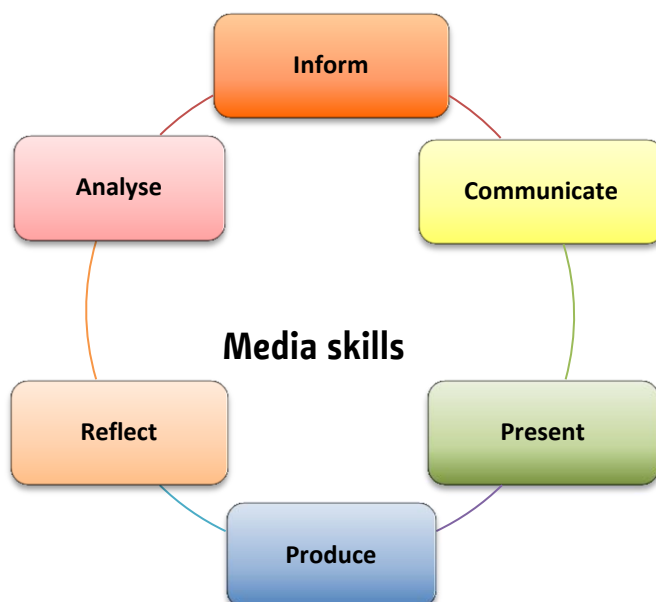 Inform
Analyse
Communicate
Media skills
Reflect
Present
Produce